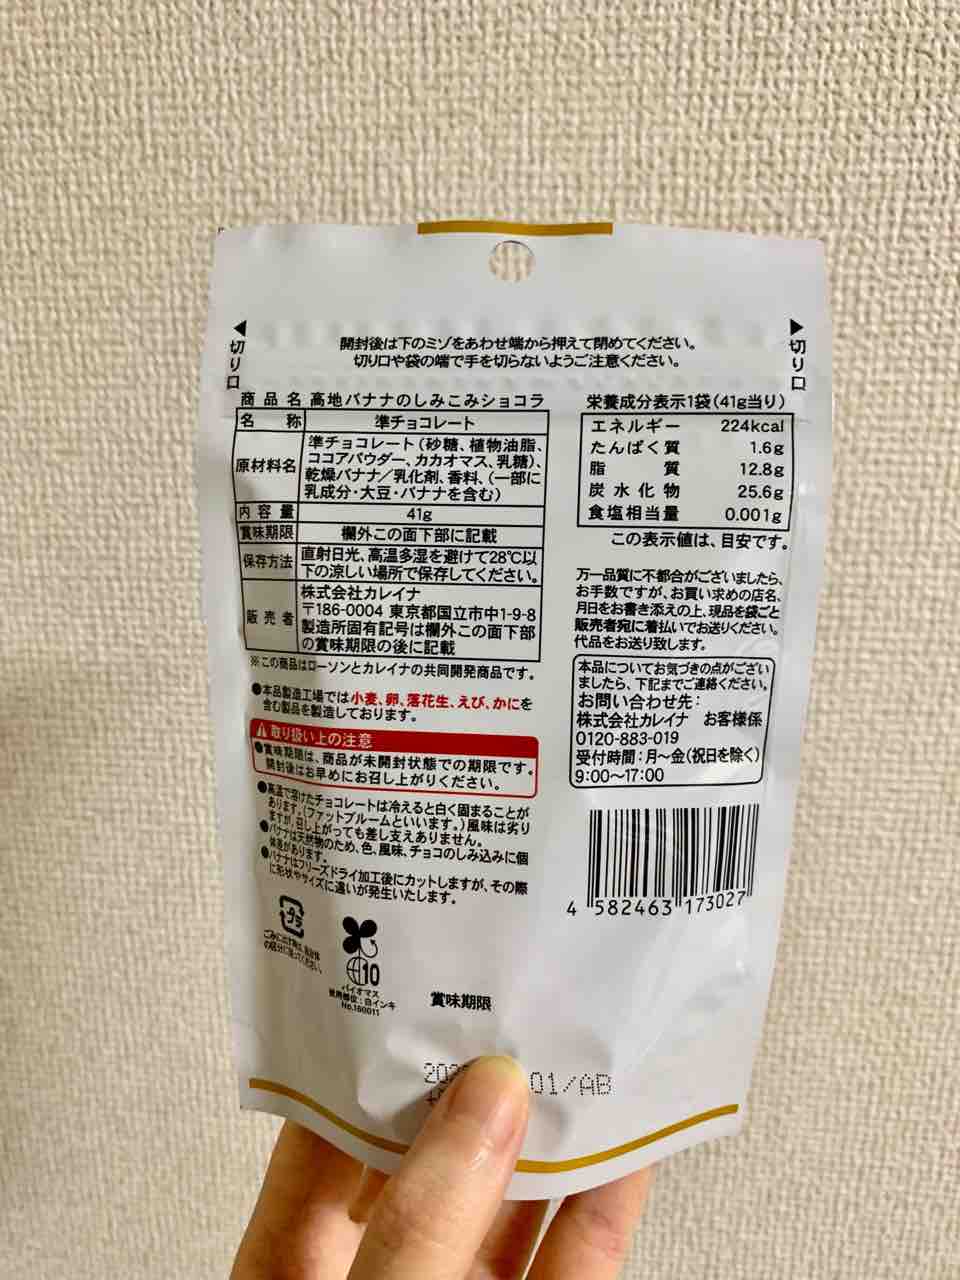 開封後は下のミゾをあわせ端から押えて閉めてください。
切り口や袋の端で手を切らないようご注意ください。
◀切り口
▶切り口
商品名 高地バナナのしみこみショコラ
名称 準チョコレート
原材料名 準チョコレート(砂糖、植物油脂、
ココアパウダー、カカオマス、乳糖)、
乾燥バナナ/乳化剤、香料、(一部に
乳成分・大豆・バナナを含む)
内容量 41g
賞味期限 欄外この面下部に記載
保存方法 直射日光、高温多湿を避けて28℃以
下の涼しい場所で保存してください。
販売者 株式会社カレイナ
〒186-0004 東京都国立市中1-9-8
製造所固有記号は欄外この面下部
の賞味期限の後に記載
※この商品はローソンとカレイナの共同開発商品です。
●本品製造工場では小麦、卵、落花生、えび、かにを
含む製品を製造しております。
取り扱い上の注意
●賞味期限は、商品が未開封状態での期限です。
開封後はお早めにお召し上がりください。
●高温で溶けたチョコレートは冷えると白く固まることが
あります。(ファットブルームといいます。)風味は劣り
ますが、召し上がっても差し支えありません。
●バナナは天然物のため、色、風味、チョコのしみ込みに個
体差があります。
●バナナはフリーズドライ加工後にカットしますが、その際
に形状やサイズに違いが発生いたします。
プラ
ごみに出す時は、自治体
の区分に従ってください。
10
バイオマス
使用部位:白インキ
No.160011
賞味期限
01/AB
栄養成分表示1袋(41g当り)
エネルギー 224kcal
たんぱく質 1.6g
脂質 12.8g
炭水化物 25.6g
食塩相当量 0.001g
この表示値は、目安です。
万一品質に不都合がございましたら、
お手数ですが、お買い求めの店名、
月日をお書き添えの上、現品を袋ごと
販売者宛に着払いでお送りください。
代品をお送り致します。
本品についてお気づきの点がござい
ましたら、下記までご連絡ください。
お問い合わせ先:
株式会社カレイナ お客様係
0120-883-019
受付時間:月〜金(祝日を除く)
9:00〜17:00
4 582463 173027